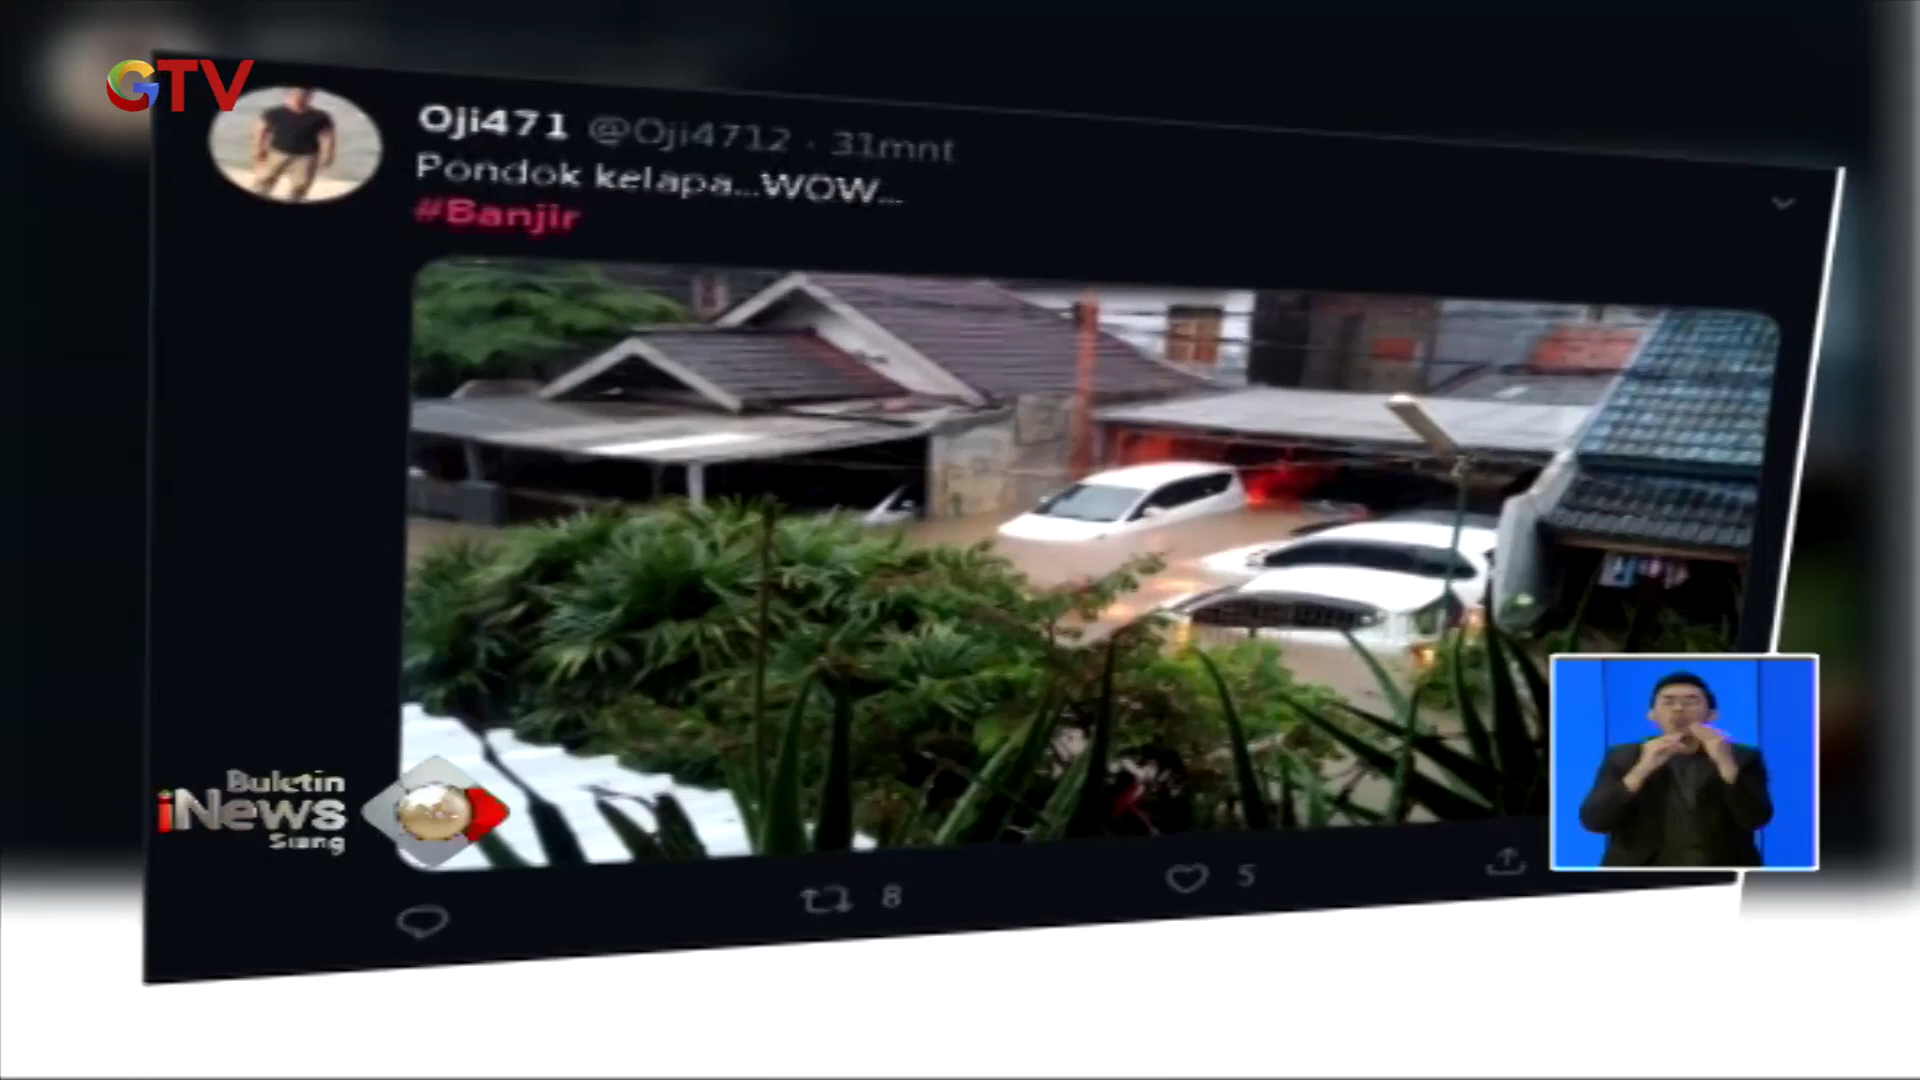 GTV
Oji471 @Oji4712 · 31mnt
Pondok kelapa...WOW...
#Banjir
Buletin
iNews
Siang
8
5